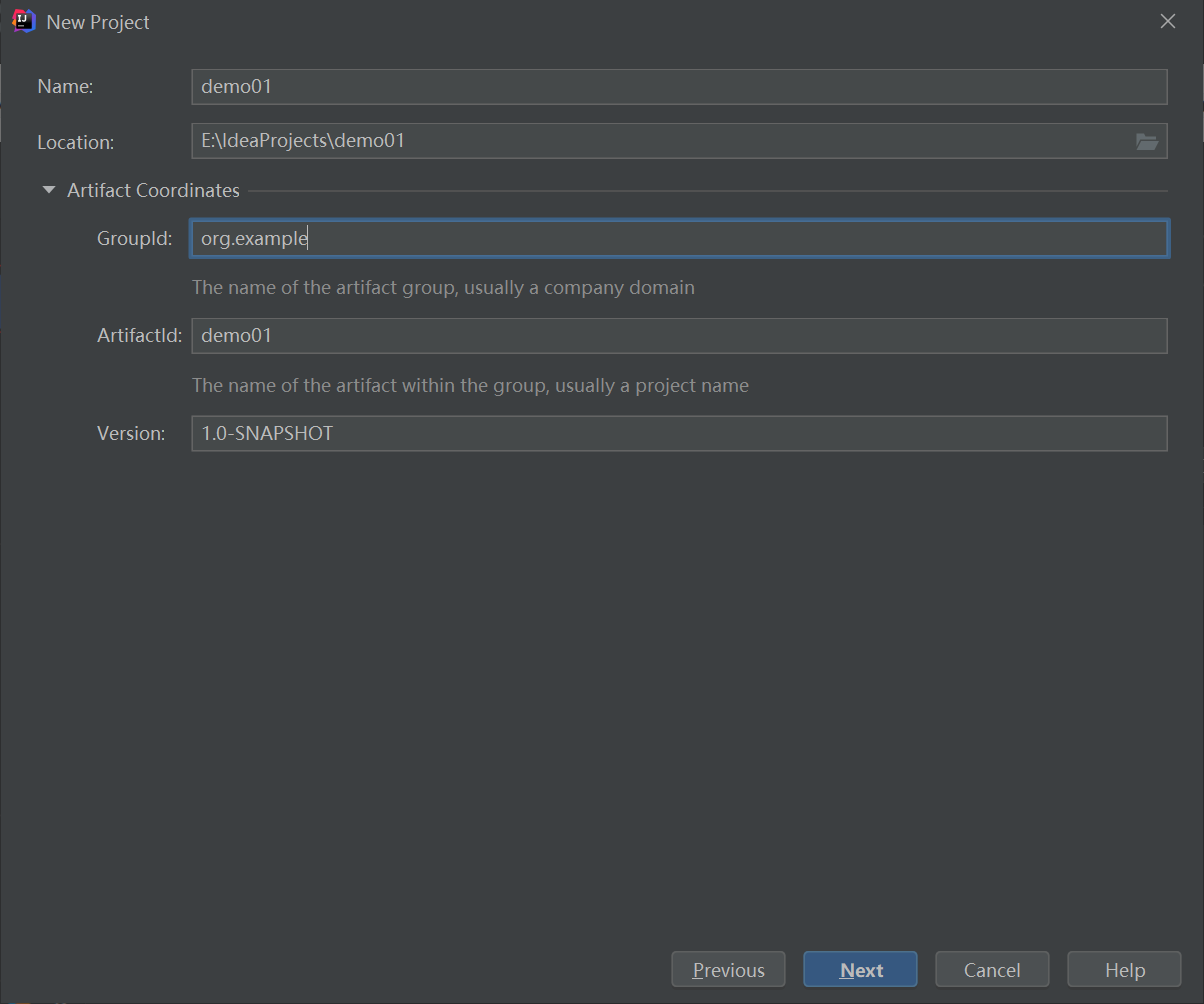 New Project
Name: demo01
Location: E:\IdeaProjects\demo01
Artifact Coordinates
GroupId: org.example
The name of the artifact group, usually a company domain
ArtifactId: demo01
The name of the artifact within the group, usually a project name
Version: 1.0-SNAPSHOT
Previous Next Cancel Help